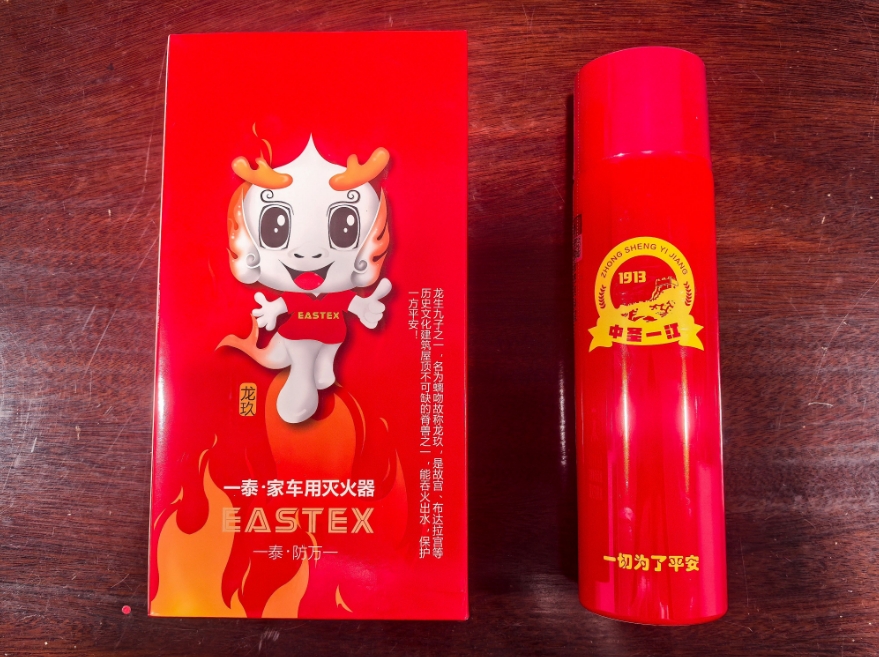 EASTEX
龙生九子之一，名为螭吻故称龙玖，是故宫、布达拉宫等
历史文化建筑屋顶不可缺的脊兽之一，能吞火出水，保护
一方平安！
龙玖
一泰·家车用灭火器
EASTEX
一泰·防万一
ZHONG SHENG YI JIANG
1913
中圣一江
一切为了平安